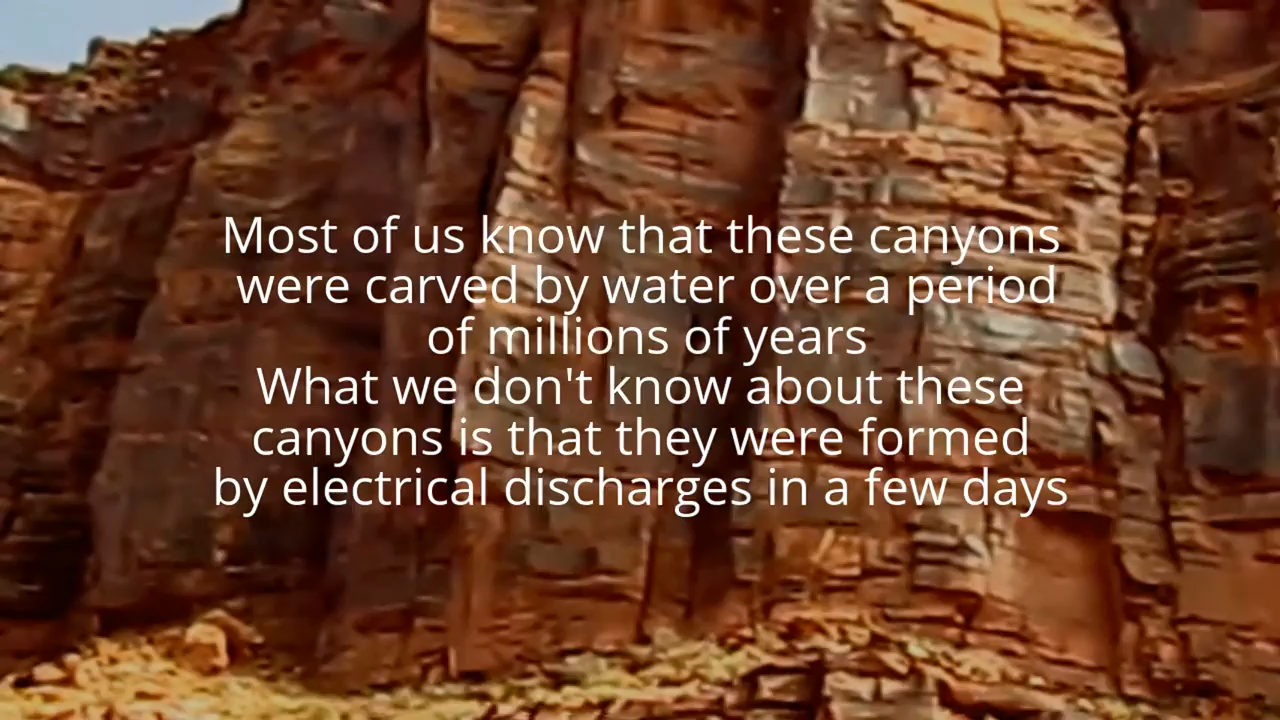 Most of us know that these canyons
were carved by water over a period
of millions of years
What we don't know about these
canyons is that they were formed
by electrical discharges in a few days